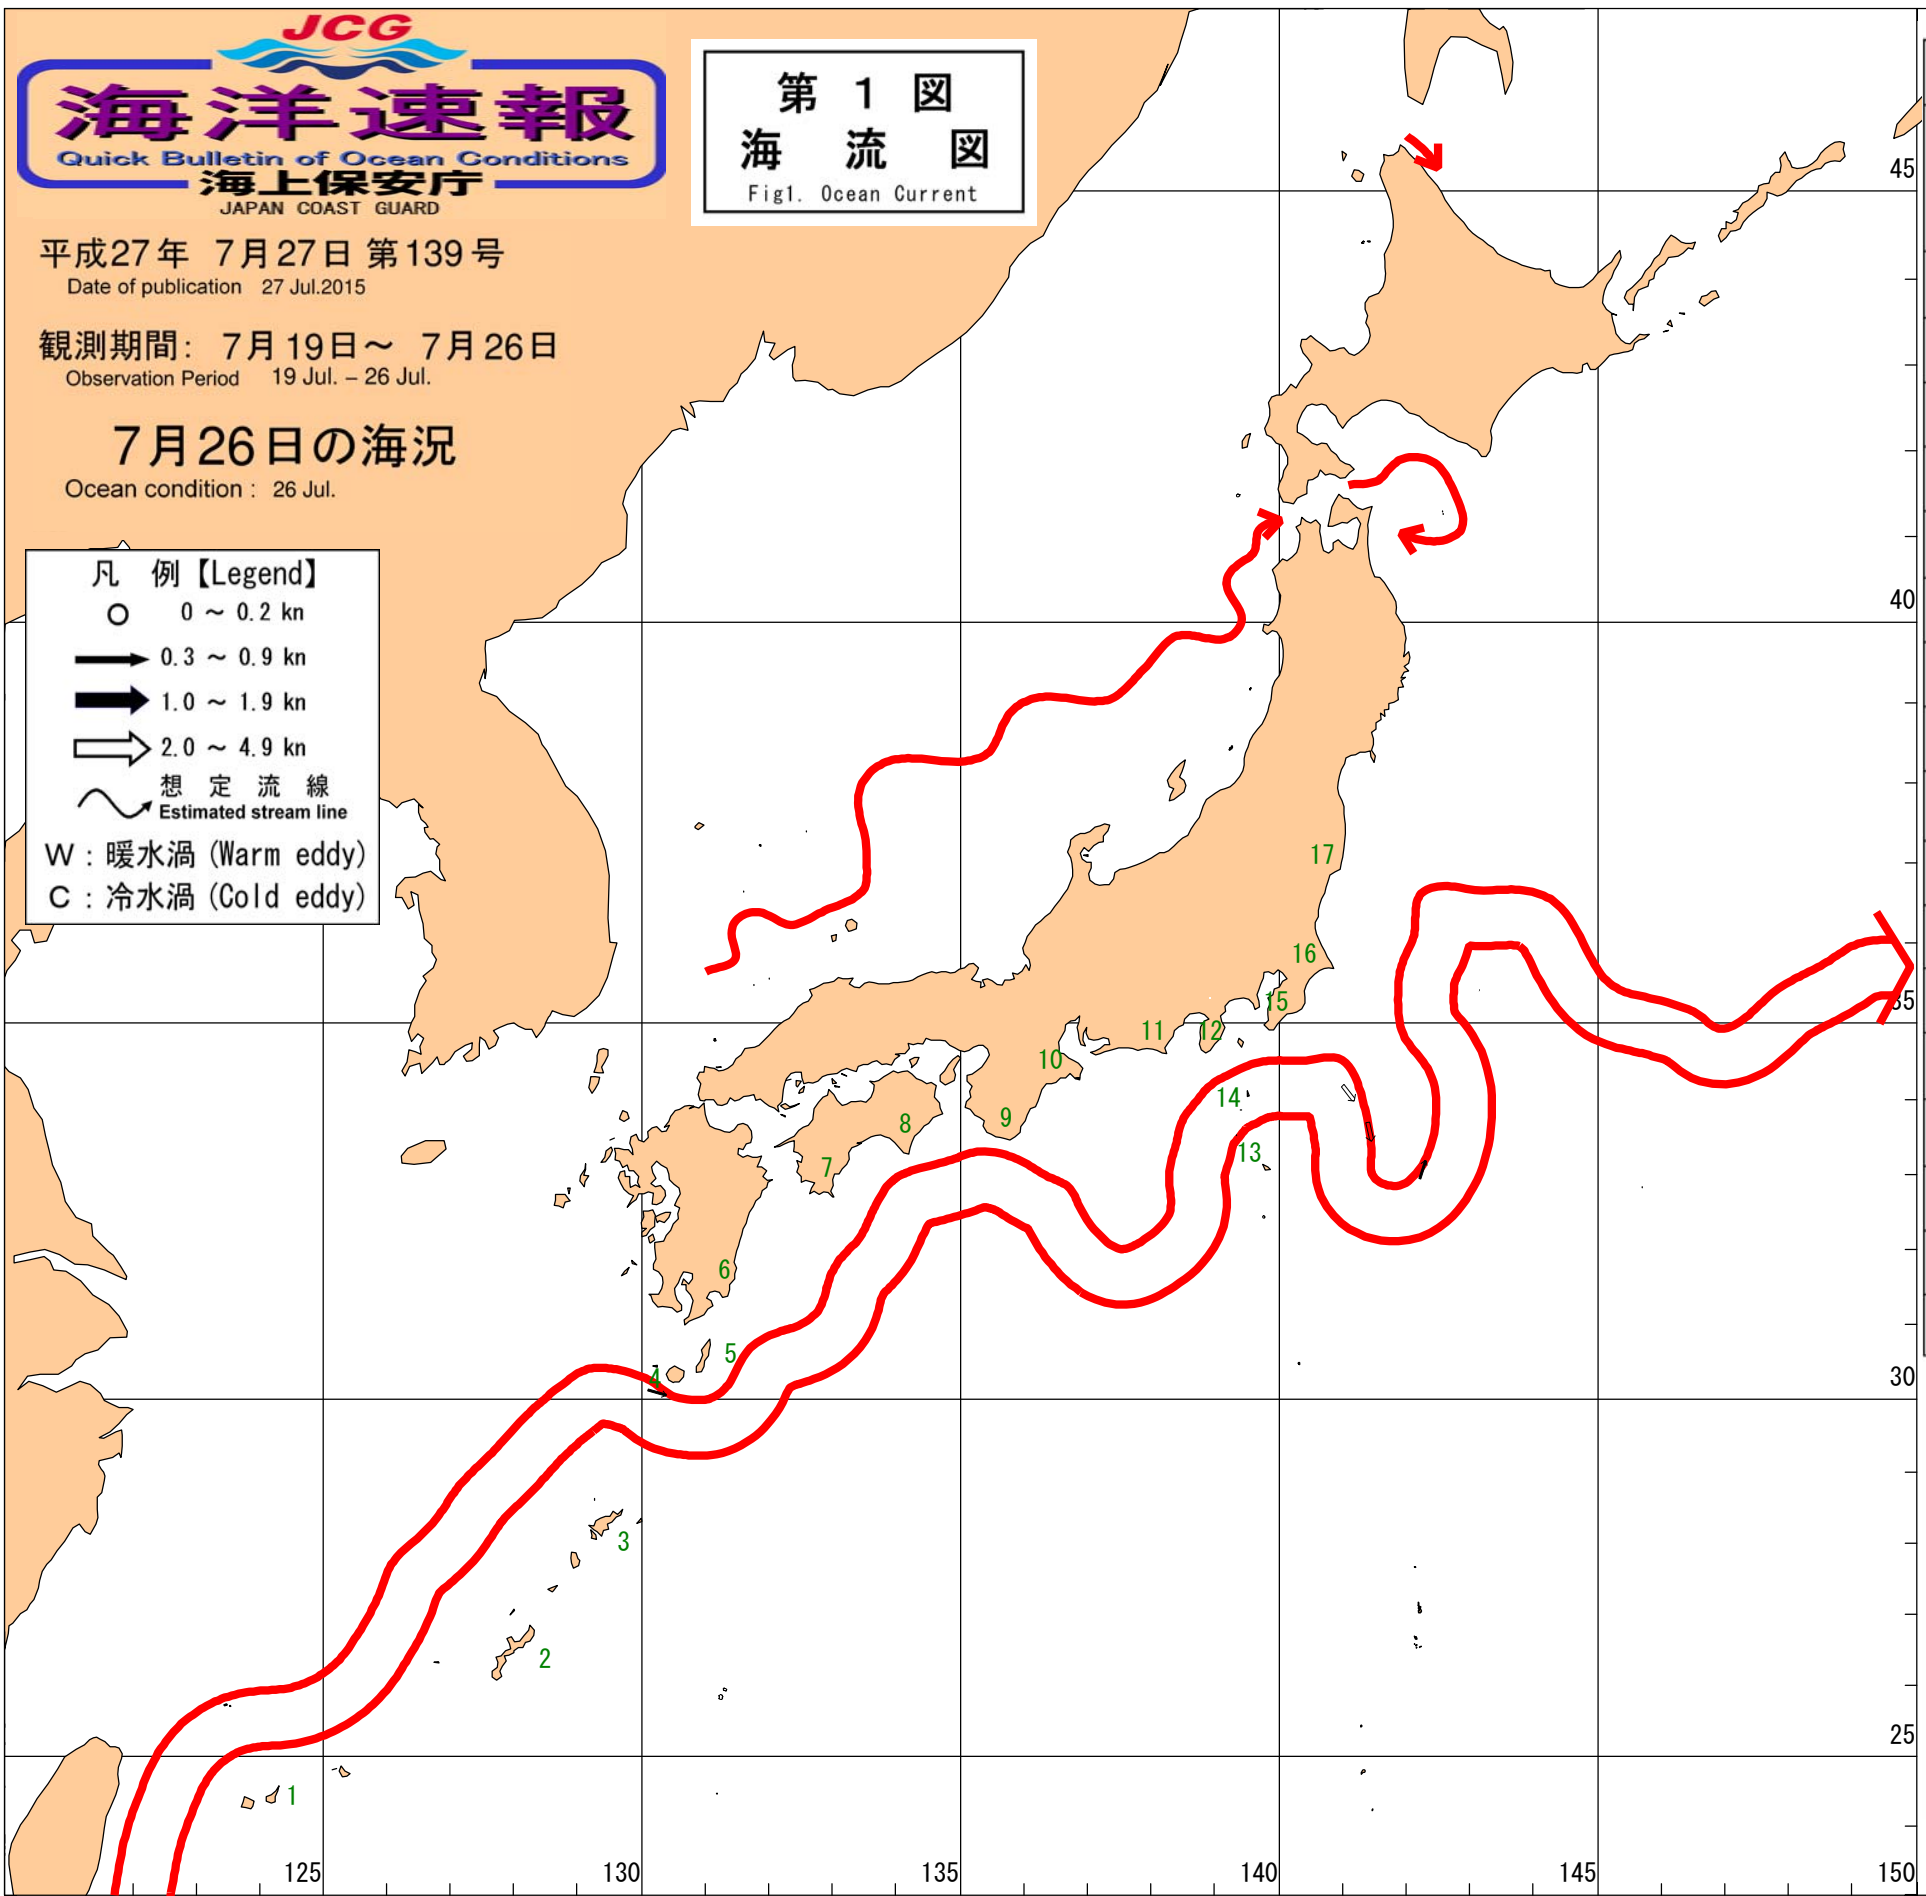 JCG
海洋速報
Quick Bulletin of Ocean Conditions
海上保安庁
JAPAN COAST GUARD
第 1 図
海 流 図
Fig1. Ocean Current
平成27年 7月27日 第139号
Date of publication 27 Jul.2015
観測期間: 7月19日～ 7月26日
Observation Period 19 Jul. – 26 Jul.
7月26日の海況
Ocean condition : 26 Jul.
凡 例【Legend】
0 ～ 0.2 kn
0.3 ～ 0.9 kn
1.0 ～ 1.9 kn
2.0 ～ 4.9 kn
想 定 流 線
Estimated stream line
W : 暖水渦 (Warm eddy)
C : 冷水渦 (Cold eddy)
45
40
35
30
25
125
130
135
140
145
150
17
16
15
11
12
10
14
9
8
13
7
6
5
4
3
2
1